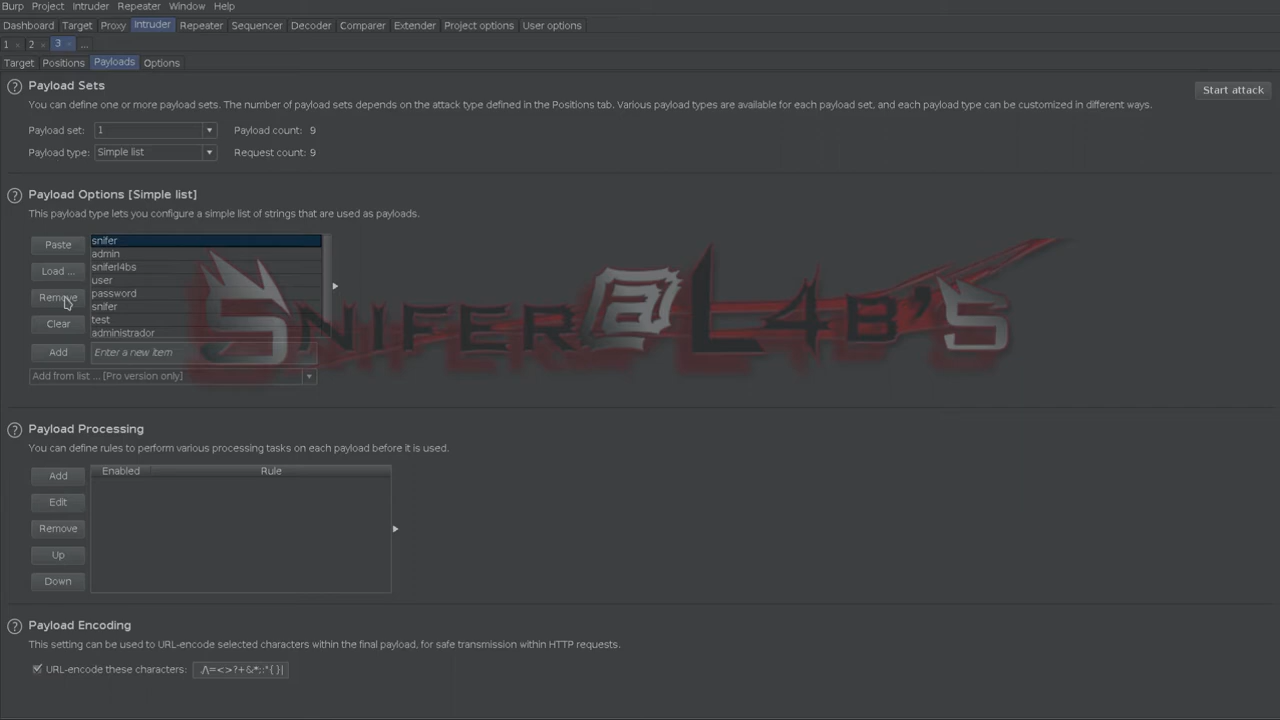 Burp Project Intruder Repeater Window Help
Dashboard Target Proxy Intruder Repeater Sequencer Decoder Comparer Extender Project options User options
1 × 2 × 3 × ...
Target Positions Payloads Options
? Payload Sets
Start attack
You can define one or more payload sets. The number of payload sets depends on the attack type defined in the Positions tab. Various payload types are available for each payload set, and each payload type can be customized in different ways.
Payload set: 1 Payload count: 9
Payload type: Simple list Request count: 9
? Payload Options [Simple list]
This payload type lets you configure a simple list of strings that are used as payloads.
Paste
Load ...
Remove
Clear
snifer
admin
sniferl4bs
user
password
snifer
test
administrador
Add Enter a new item
Add from list ... [Pro version only]
SNIFER@L4B'S
? Payload Processing
You can define rules to perform various processing tasks on each payload before it is used.
Add
Edit
Remove
Up
Down
Enabled Rule
? Payload Encoding
This setting can be used to URL-encode selected characters within the final payload, for safe transmission within HTTP requests.
URL-encode these characters: